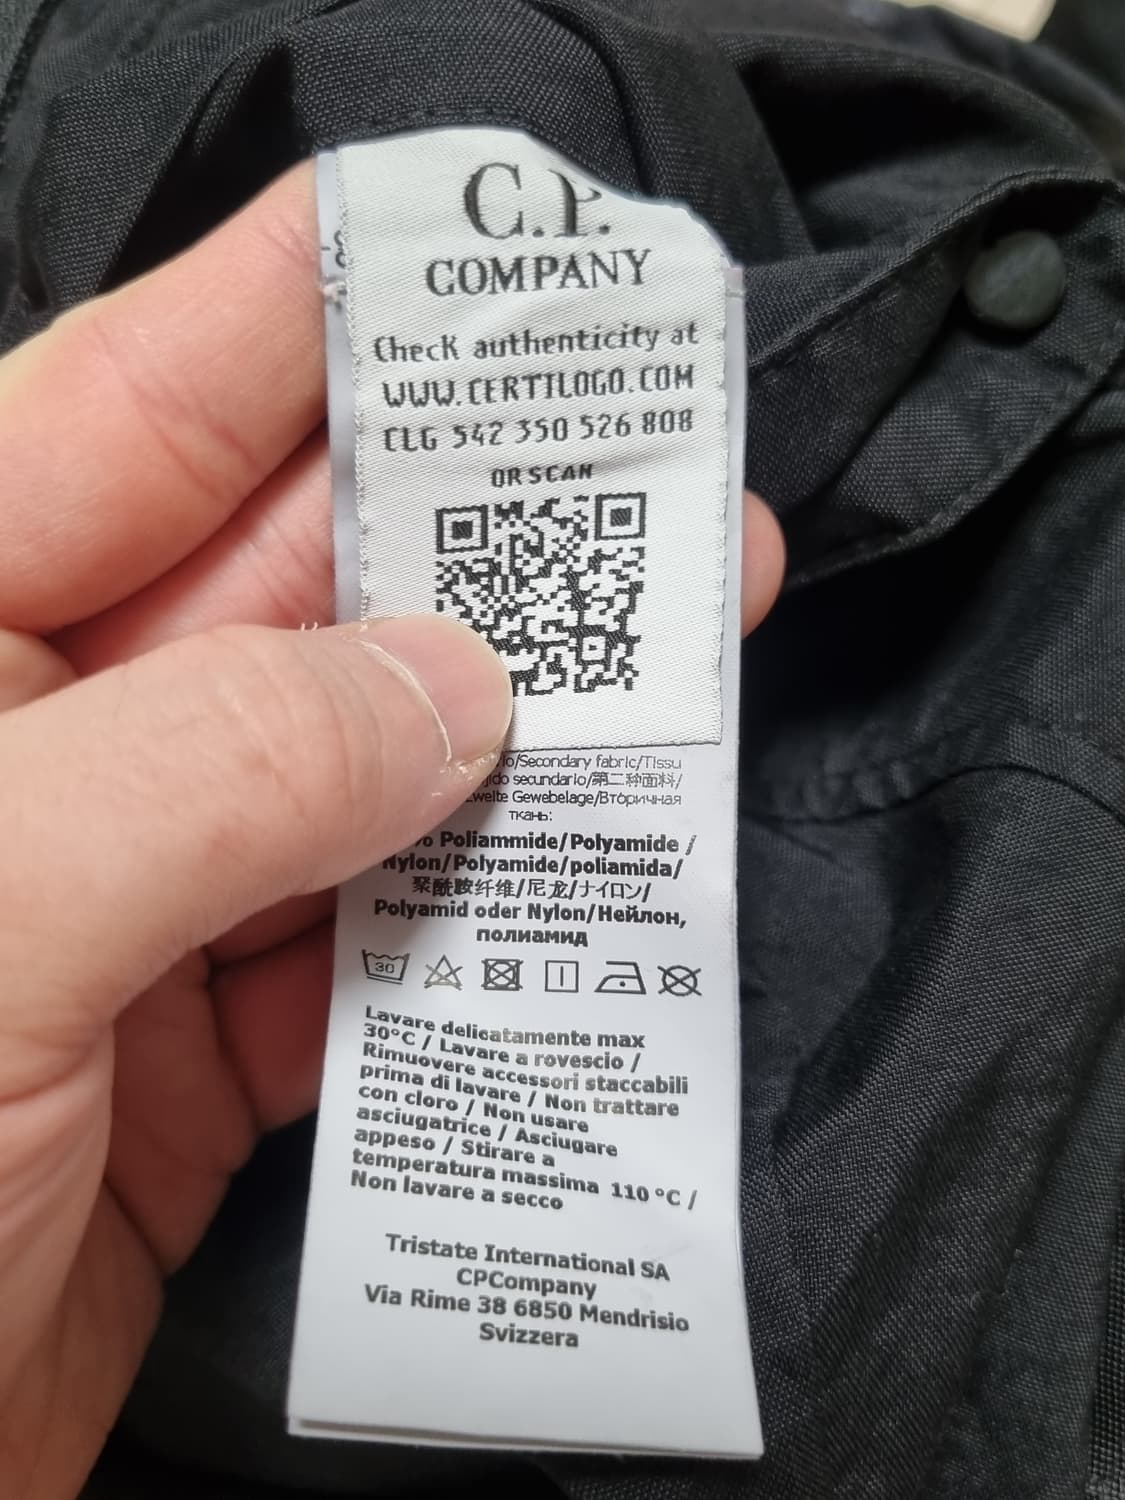 C.P.
COMPANY
Check authenticity at
WWW.CERTILOGO.COM
CLG 542 350 526 808
QR SCAN
/Secondary fabric/Tissu
secundario/第二种面料/
Gewebelage/Вторичная
ткань:
% Poliammide/Polyamide /
Nylon/Polyamide/poliamida/
聚酰胺纤维/尼龙/ナイロン/
Polyamid oder Nylon/Нейлон,
полиамид
30
Lavare delicatamente max
30°C / Lavare a rovescio /
Rimuovere accessori staccabili
prima di lavare / Non trattare
con cloro / Non usare
asciugatrice / Asciugare
appeso / Stirare a
temperatura massima 110 °C /
Non lavare a secco
Tristate International SA
CPCompany
Via Rime 38 6850 Mendrisio
Svizzera